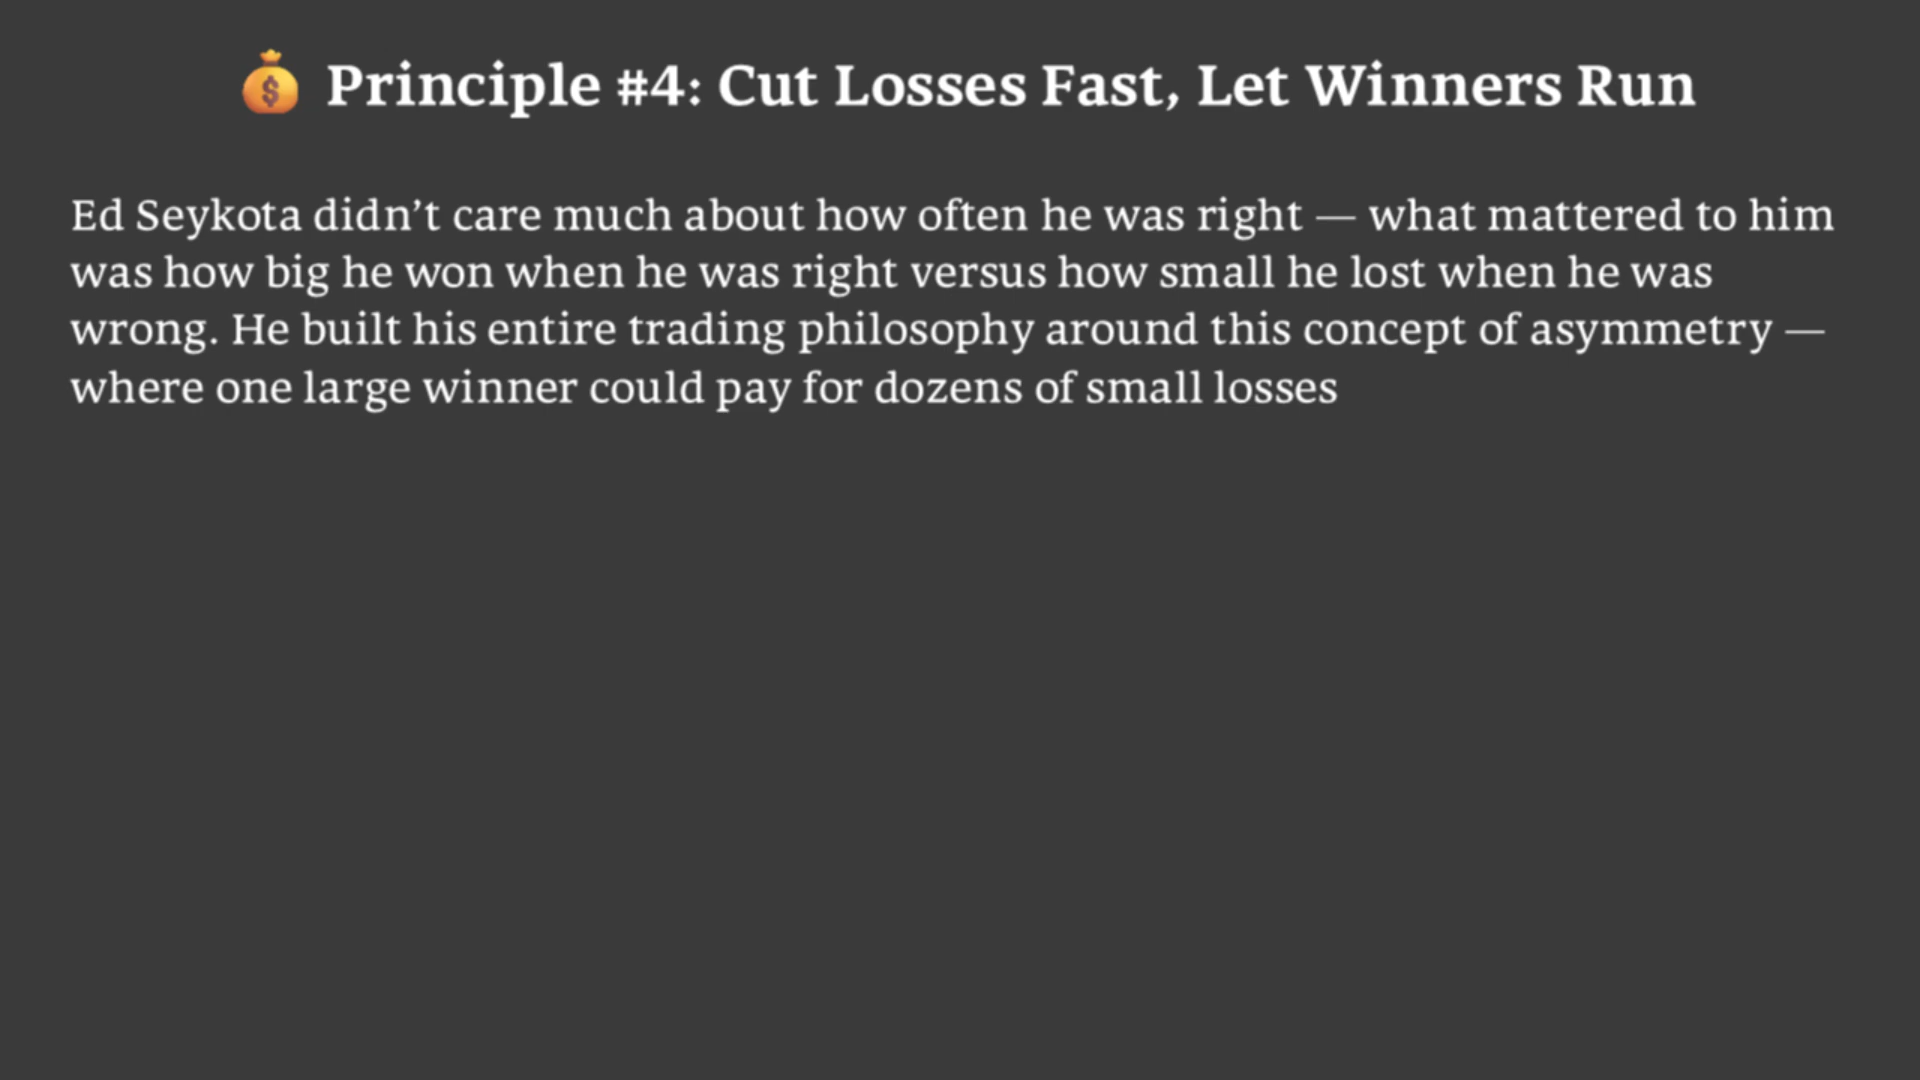 💰 Principle #4: Cut Losses Fast, Let Winners Run
Ed Seykota didn’t care much about how often he was right — what mattered to him
was how big he won when he was right versus how small he lost when he was
wrong. He built his entire trading philosophy around this concept of asymmetry —
where one large winner could pay for dozens of small losses